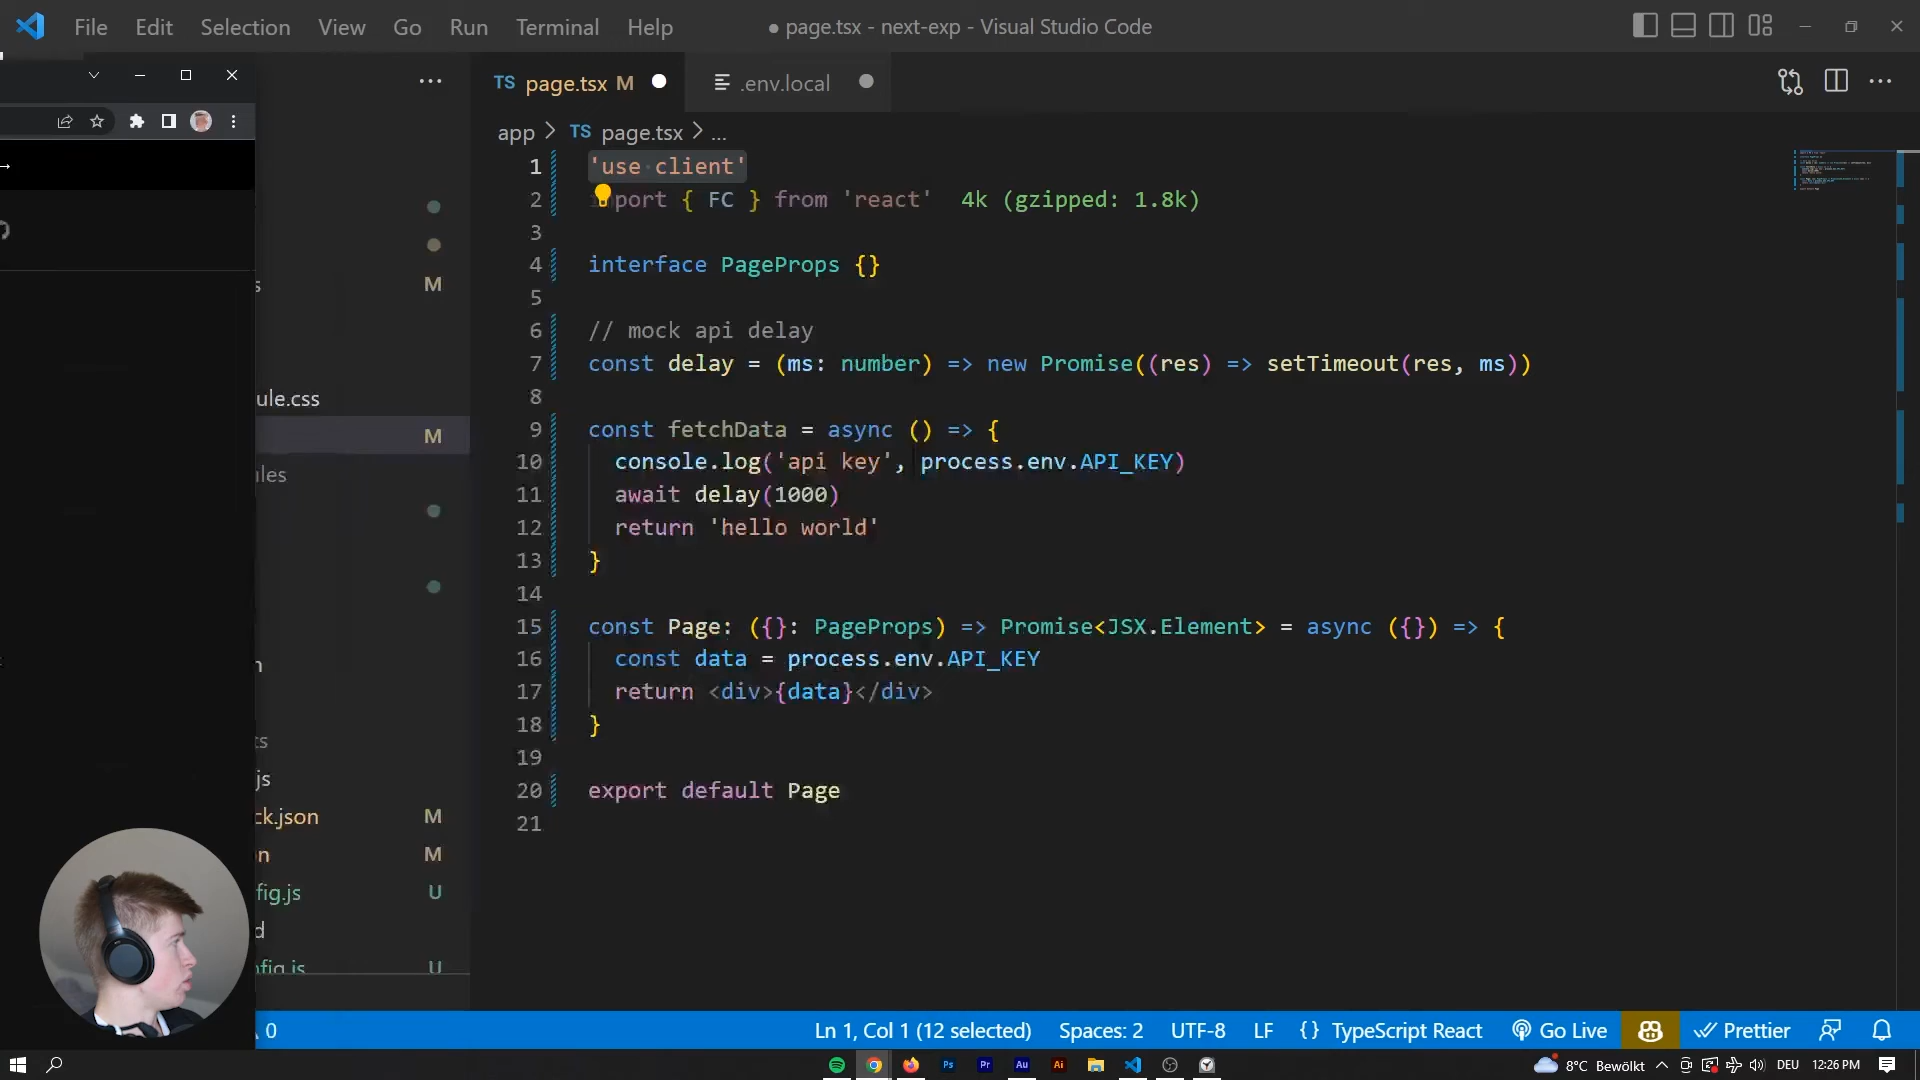 File Edit Selection View Go Run Terminal Help
● page.tsx - next-exp - Visual Studio Code
TS page.tsx M
.env.local
app > TS page.tsx > ...
1 'use client'
2 import { FC } from 'react' 4k (gzipped: 1.8k)
3
4 interface PageProps {}
5
6 // mock api delay
7 const delay = (ms: number) => new Promise((res) => setTimeout(res, ms))
8
9 const fetchData = async () => {
10 console.log('api key', process.env.API_KEY)
11 await delay(1000)
12 return 'hello world'
13 }
14
15 const Page: ({}: PageProps) => Promise<JSX.Element> = async ({}) => {
16 const data = process.env.API_KEY
17 return <div>{data}</div>
18 }
19
20 export default Page
21
s M
ule.css
M
ules
n
ts
js
ck.json M
n M
fig.js U
d
nfig.js U
0
Ln 1, Col 1 (12 selected) Spaces: 2 UTF-8 LF {} TypeScript React Go Live Prettier
Ps Pr Au Ai
8°C Bewölkt DEU 12:26 PM